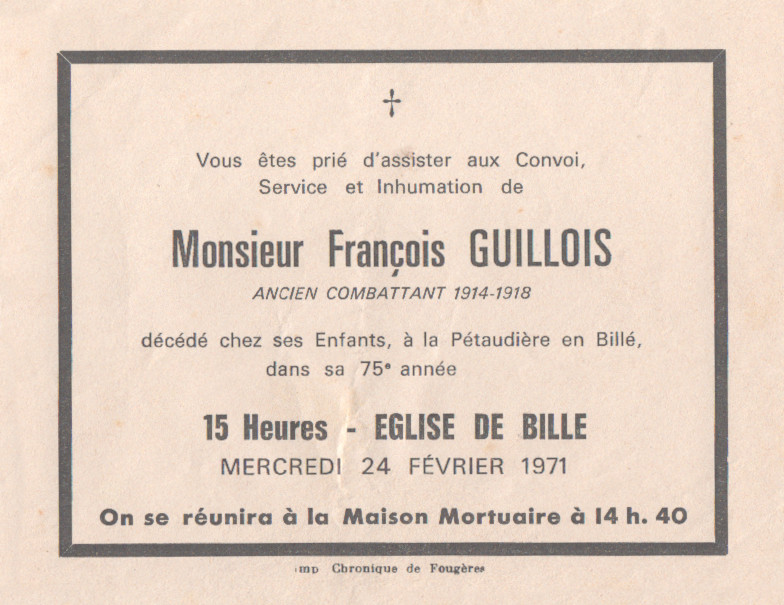 Vous êtes prié d'assister aux Convoi,
Service et Inhumation de
Monsieur François GUILLOIS
ANCIEN COMBATTANT 1914-1918
décédé chez ses Enfants, à la Pétaudière en Billé,
dans sa 75e année
15 Heures - EGLISE DE BILLE
MERCREDI 24 FÉVRIER 1971
On se réunira à la Maison Mortuaire à 14 h. 40
imp Chronique de Fougères